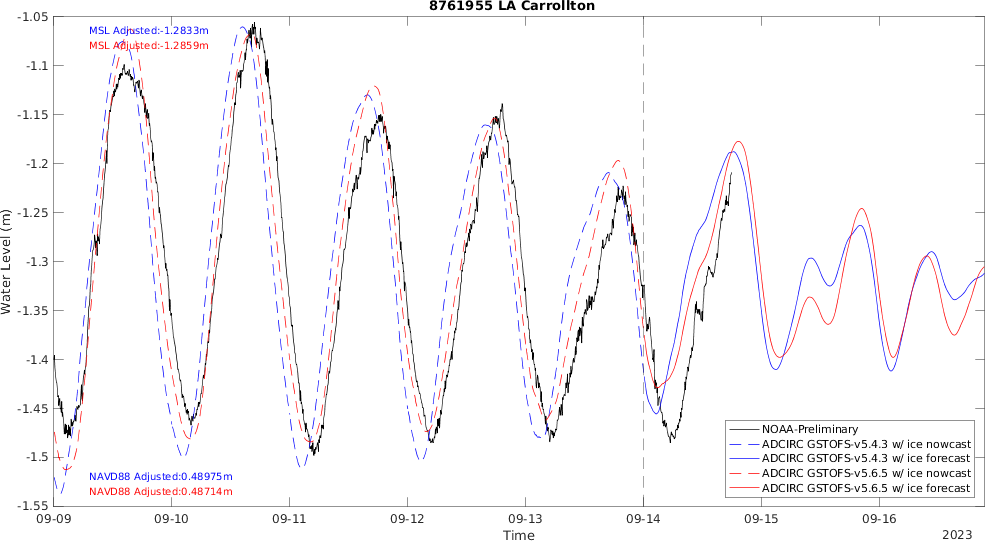 8761955 LA Carrollton
-1.05
MSL Adjusted:-1.2833m
MSL Adjusted:-1.2859m
-1.1
-1.15
-1.2
-1.25
-1.3
-1.35
-1.4
-1.45
-1.5
-1.55
Water Level (m)
NOAA-Preliminary
ADCIRC GSTOFS-v5.4.3 w/ ice nowcast
ADCIRC GSTOFS-v5.4.3 w/ ice forecast
ADCIRC GSTOFS-v5.6.5 w/ ice nowcast
ADCIRC GSTOFS-v5.6.5 w/ ice forecast
NAVD88 Adjusted:0.48975m
NAVD88 Adjusted:0.48714m
09-09 09-10 09-11 09-12 09-13 09-14 09-15 09-16
Time
2023